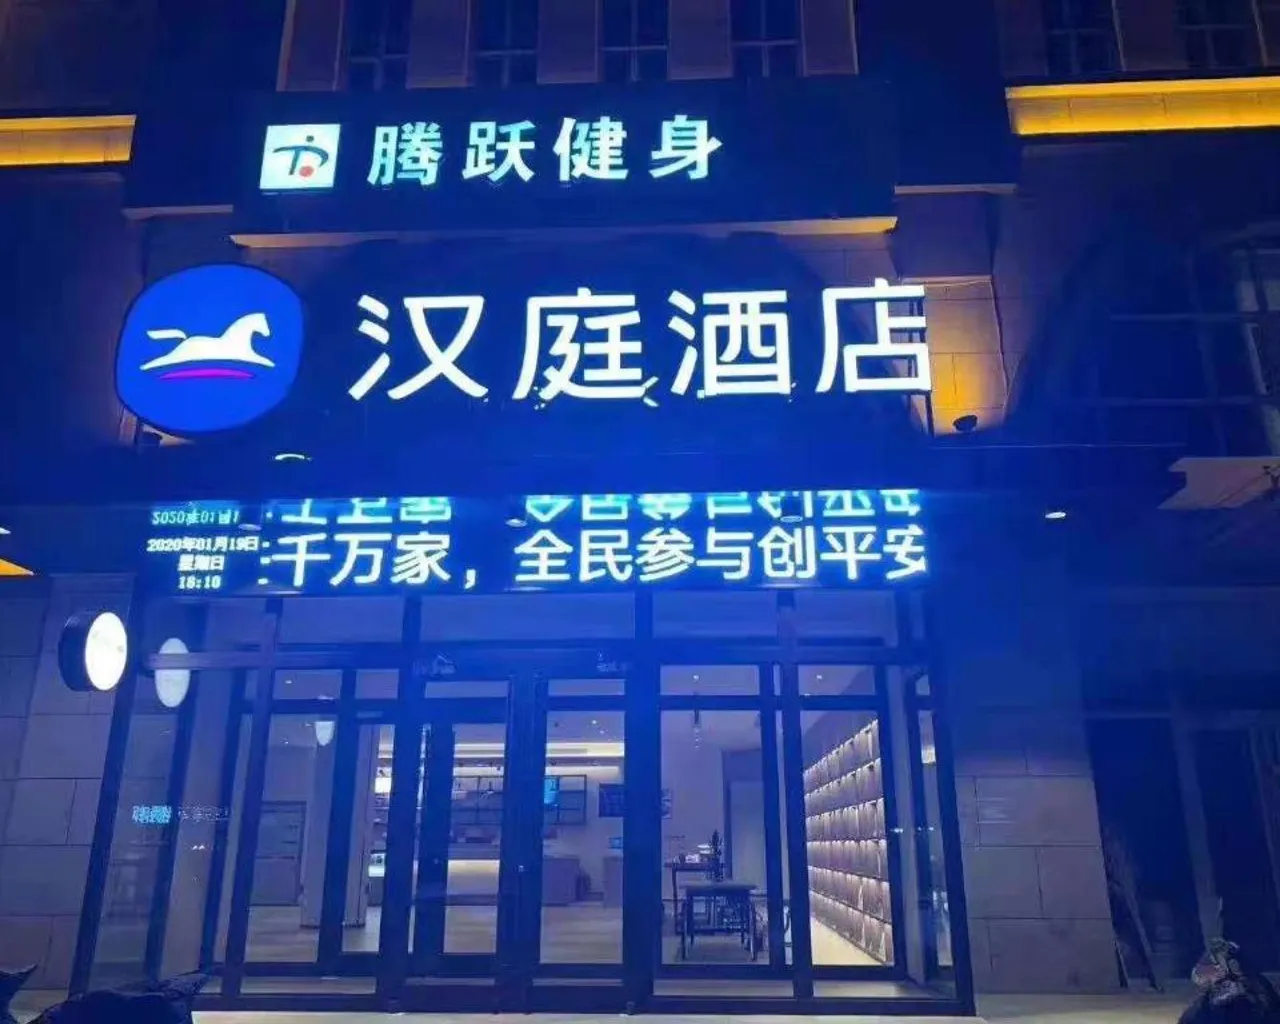 腾跃健身
汉庭酒店
2020年01月19日
星期日
18:10
千万家，全民参与创平安